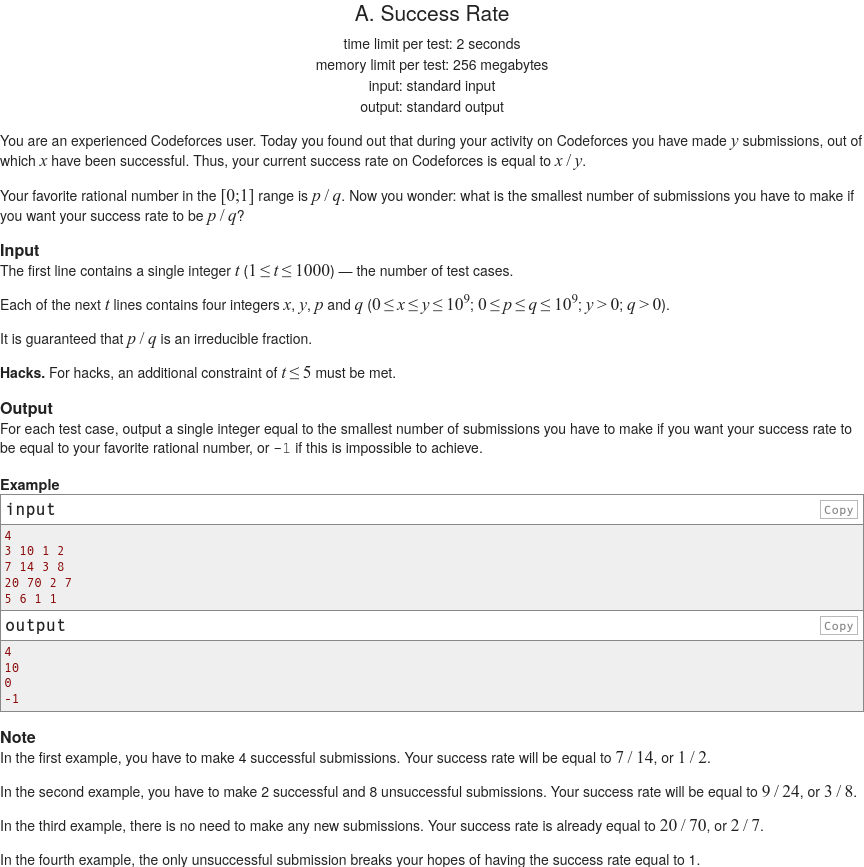 A. Success Rate
time limit per test: 2 seconds
memory limit per test: 256 megabytes
input: standard input
output: standard output
You are an experienced Codeforces user. Today you found out that during your activity on Codeforces you have made y submissions, out of
which x have been successful. Thus, your current success rate on Codeforces is equal to x / y.
Your favorite rational number in the [0;1] range is p / q. Now you wonder: what is the smallest number of submissions you have to make if
you want your success rate to be p / q?
Input
The first line contains a single integer t (1 ≤ t ≤ 1000) — the number of test cases.
Each of the next t lines contains four integers x, y, p and q (0 ≤ x ≤ y ≤ 10⁹; 0 ≤ p ≤ q ≤ 10⁹; y > 0; q > 0).
It is guaranteed that p / q is an irreducible fraction.
Hacks. For hacks, an additional constraint of t ≤ 5 must be met.
Output
For each test case, output a single integer equal to the smallest number of submissions you have to make if you want your success rate to
be equal to your favorite rational number, or -1 if this is impossible to achieve.
Example
input Copy
4
3 10 1 2
7 14 3 8
20 70 2 7
5 6 1 1
output Copy
4
10
0
-1
Note
In the first example, you have to make 4 successful submissions. Your success rate will be equal to 7 / 14, or 1 / 2.
In the second example, you have to make 2 successful and 8 unsuccessful submissions. Your success rate will be equal to 9 / 24, or 3 / 8.
In the third example, there is no need to make any new submissions. Your success rate is already equal to 20 / 70, or 2 / 7.
In the fourth example, the only unsuccessful submission breaks your hopes of having the success rate equal to 1.